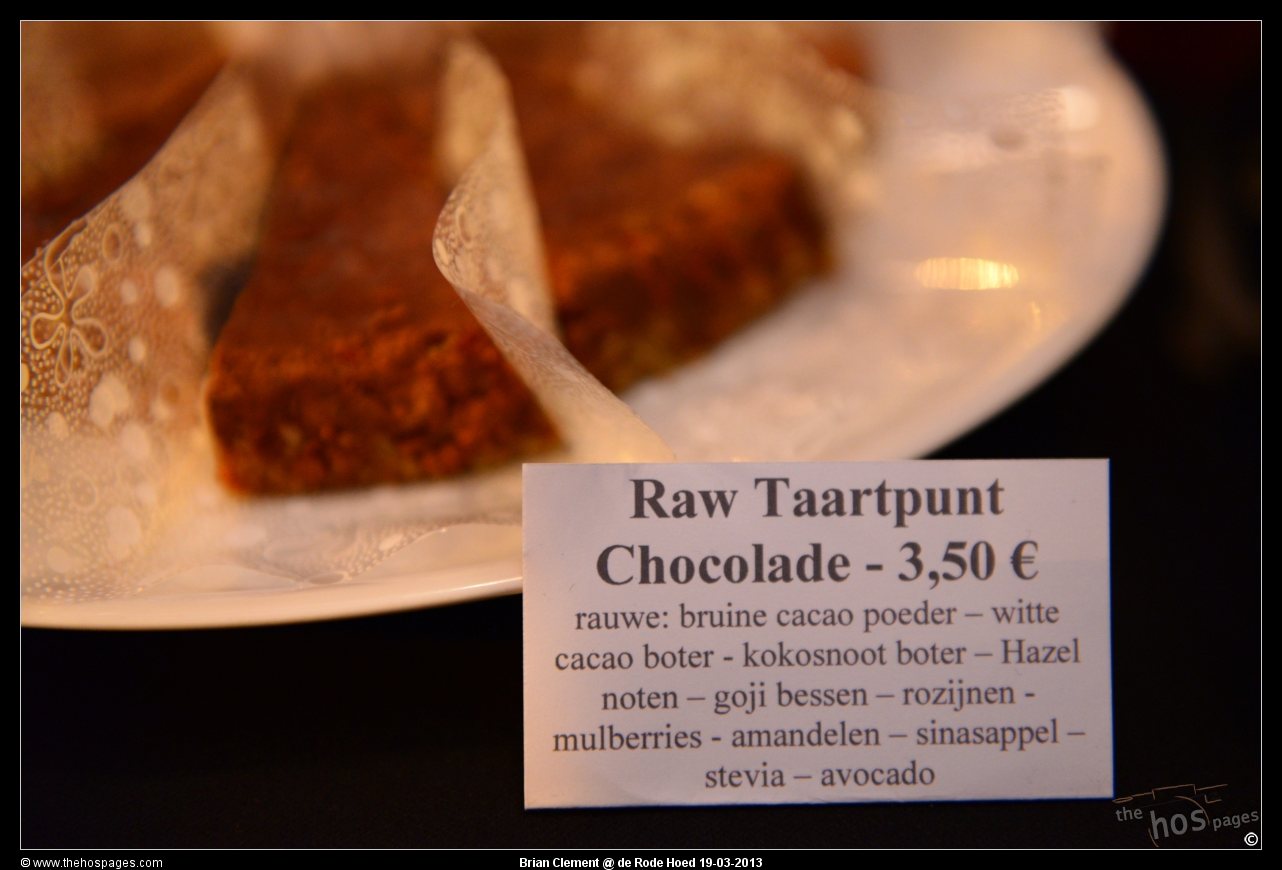 Raw Taartpunt
Chocolade - 3,50 €
rauwe: bruine cacao poeder – witte
cacao boter - kokosnoot boter – Hazel
noten – goji bessen – rozijnen -
mulberries - amandelen – sinasappel –
stevia – avocado
the hos pages
©
© www.thehospages.com
Brian Clement @ de Rode Hoed 19-03-2013